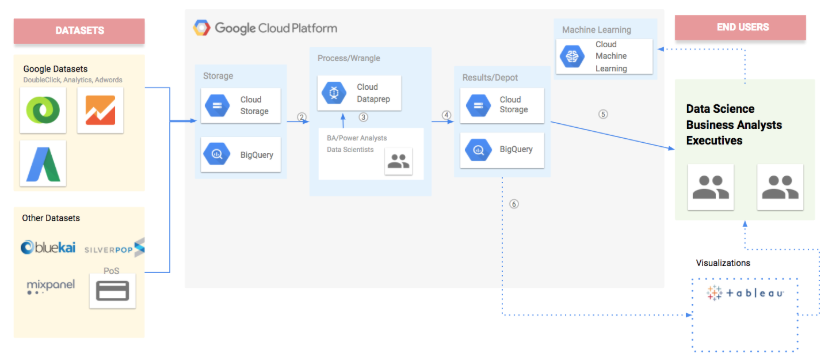 DATASETS
Google Datasets
DoubleClick, Analytics, Adwords
Other Datasets
bluekai
SILVERPOP
mixpanel
PoS
Google Cloud Platform
Storage
Cloud
Storage
BigQuery
②
Process/Wrangle
Cloud
Dataprep
③
BA/Power Analysts
Data Scientists
④
Results/Depot
Cloud
Storage
BigQuery
⑤
⑥
Machine Learning
Cloud
Machine
Learning
END USERS
Data Science
Business Analysts
Executives
Visualizations
tableau